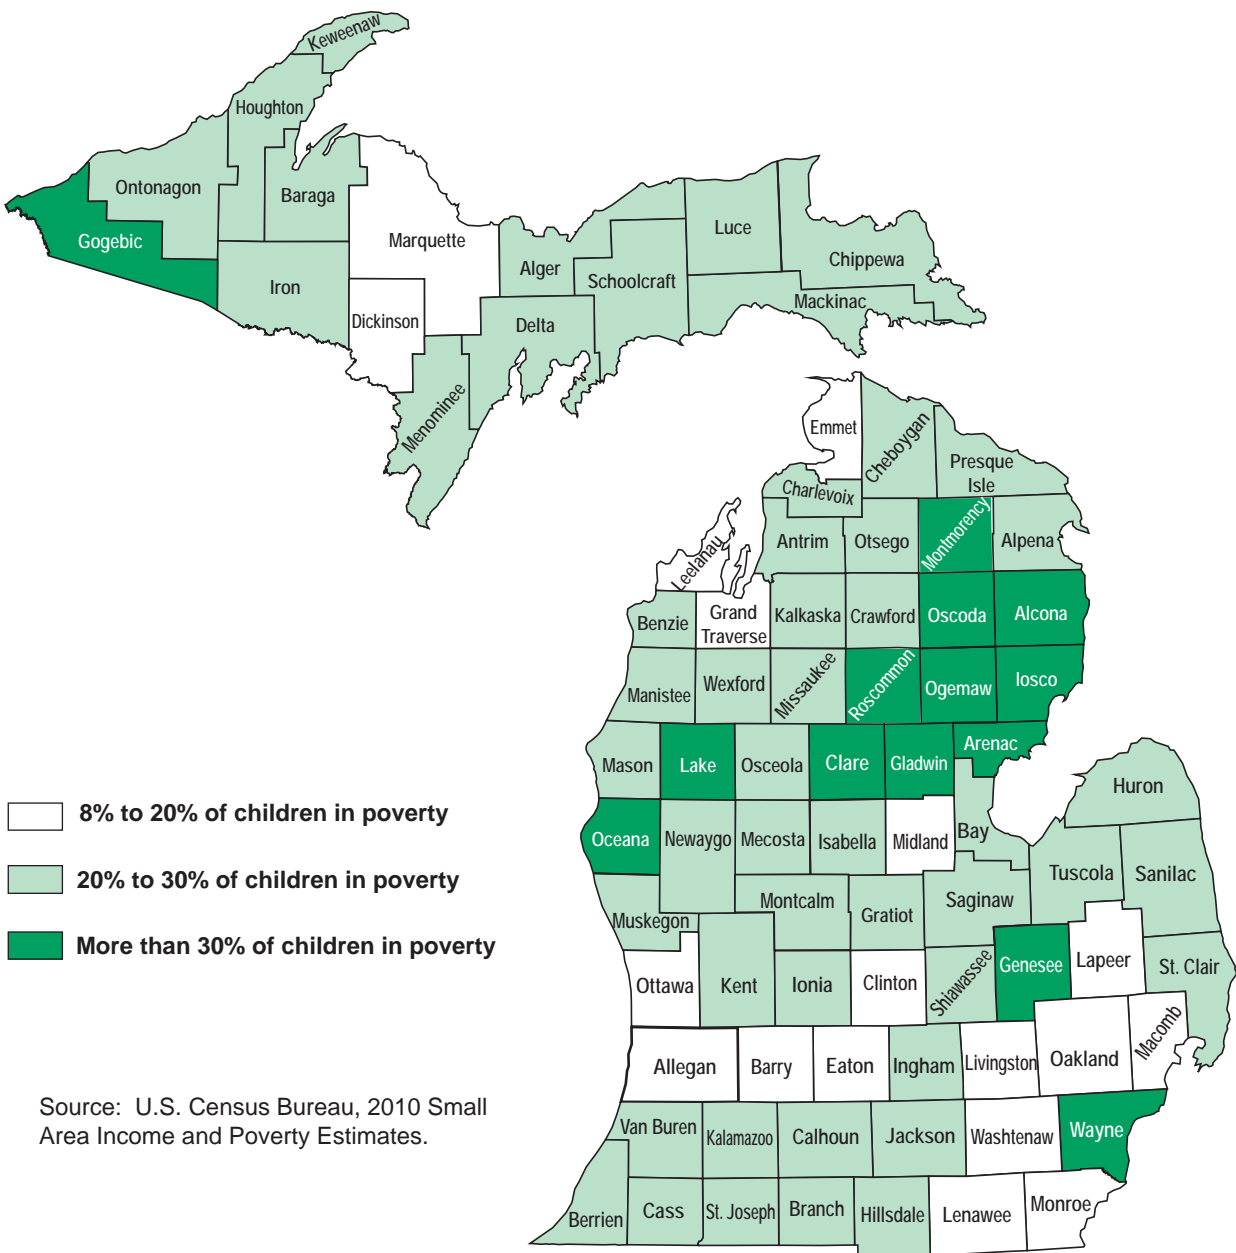 Keweenaw
Houghton
Ontonagon
Baraga
Gogebic
Marquette
Luce
Chippewa
Alger
Schoolcraft
Iron
Mackinac
Dickinson
Delta
Menominee
Emmet
Cheboygan
Presque
Isle
Charlevoix
Montmorency
Antrim
Otsego
Alpena
Leelanau
Benzie
Grand
Traverse
Kalkaska
Crawford
Oscoda
Alcona
Manistee
Wexford
Missaukee
Roscommon
Ogemaw
Iosco
Mason
Lake
Osceola
Clare
Gladwin
Arenac
Huron
8% to 20% of children in poverty
Oceana
Newaygo
Mecosta
Isabella
Midland
Bay
Tuscola
Sanilac
20% to 30% of children in poverty
Muskegon
Montcalm
Gratiot
Saginaw
More than 30% of children in poverty
Ottawa
Kent
Ionia
Clinton
Shiawassee
Genesee
Lapeer
St. Clair
Allegan
Barry
Eaton
Ingham
Livingston
Oakland
Macomb
Source: U.S. Census Bureau, 2010 Small
Area Income and Poverty Estimates.
Van Buren
Kalamazoo
Calhoun
Jackson
Washtenaw
Wayne
Berrien
Cass
St. Joseph
Branch
Hillsdale
Lenawee
Monroe